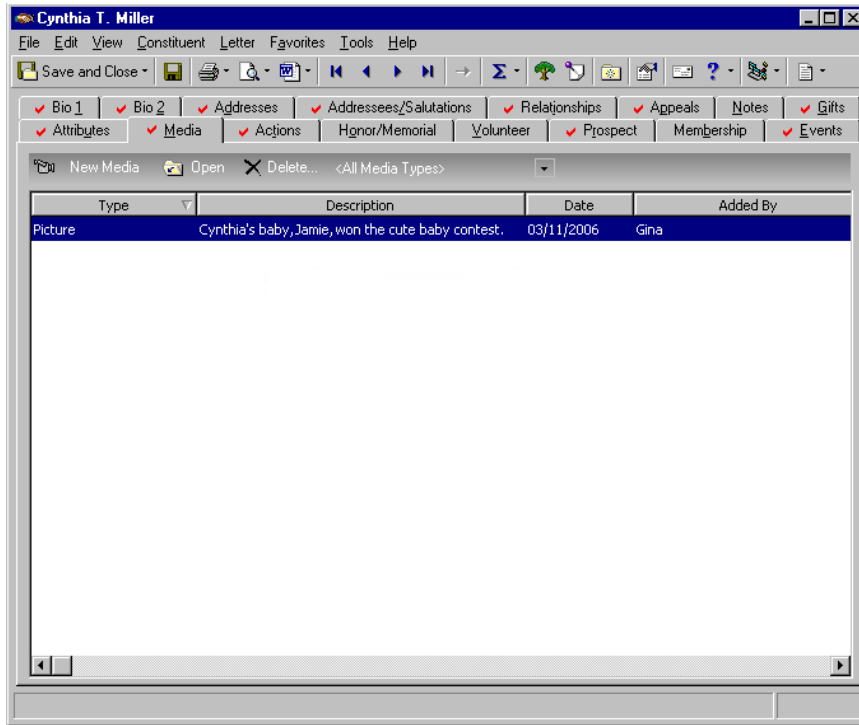 Cynthia T. Miller
File Edit View Constituent Letter Favorites Tools Help
Save and Close
Bio 1 Bio 2 Addresses Addressees/Salutations Relationships Appeals Notes Gifts
Attributes Media Actions Honor/Memorial Volunteer Prospect Membership Events
New Media Open Delete... <All Media Types>
Type Description Date Added By
Picture Cynthia's baby, Jamie, won the cute baby contest. 03/11/2006 Gina